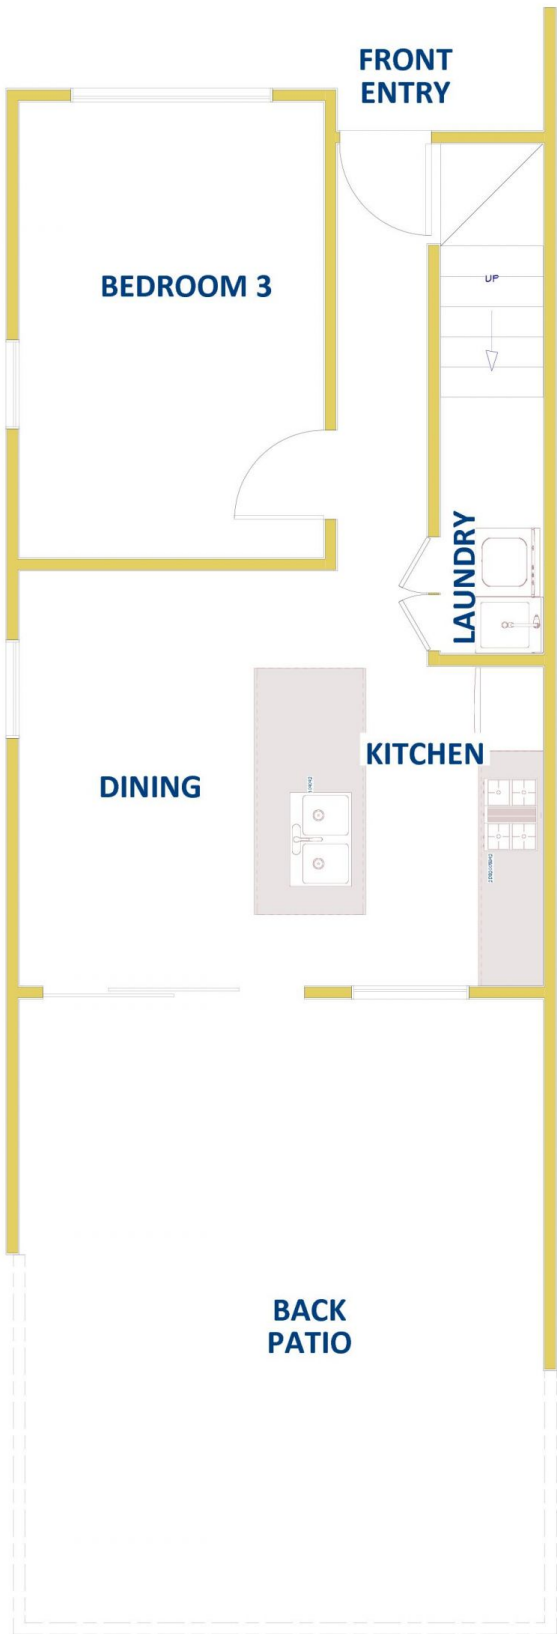 FRONT
ENTRY
BEDROOM 3
UP
LAUNDRY
KITCHEN
DINING
BACK
PATIO